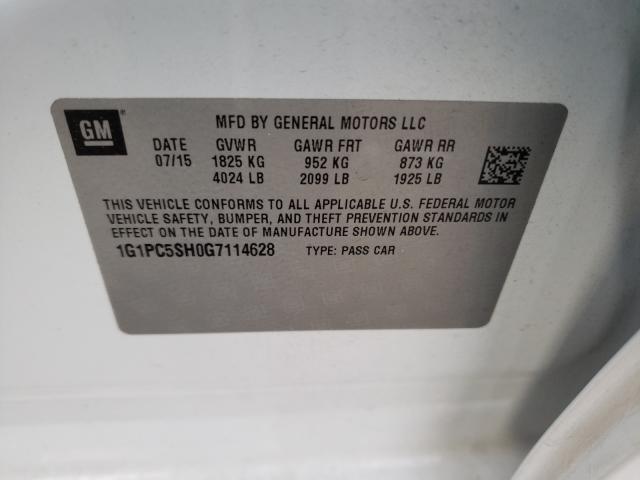 GM
MFD BY GENERAL MOTORS LLC
DATE GVWR GAWR FRT GAWR RR
07/15 1825 KG 952 KG 873 KG
4024 LB 2099 LB 1925 LB
THIS VEHICLE CONFORMS TO ALL APPLICABLE U.S. FEDERAL MOTOR
VEHICLE SAFETY, BUMPER, AND THEFT PREVENTION STANDARDS IN
EFFECT ON THE DATE OF MANUFACTURE SHOWN ABOVE.
1G1PC5SH0G7114628 TYPE: PASS CAR